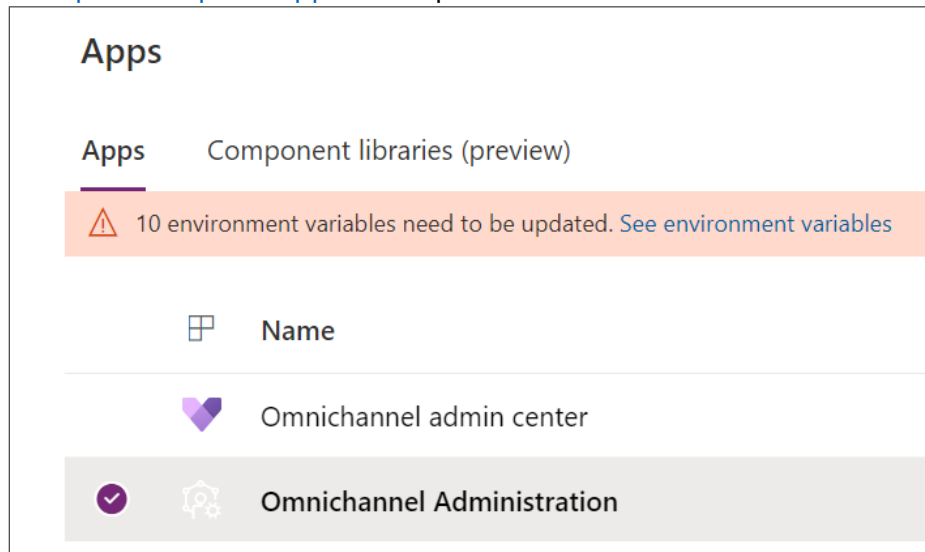 Apps
Apps Component libraries (preview)
10 environment variables need to be updated. See environment variables
Name
Omnichannel admin center
Omnichannel Administration